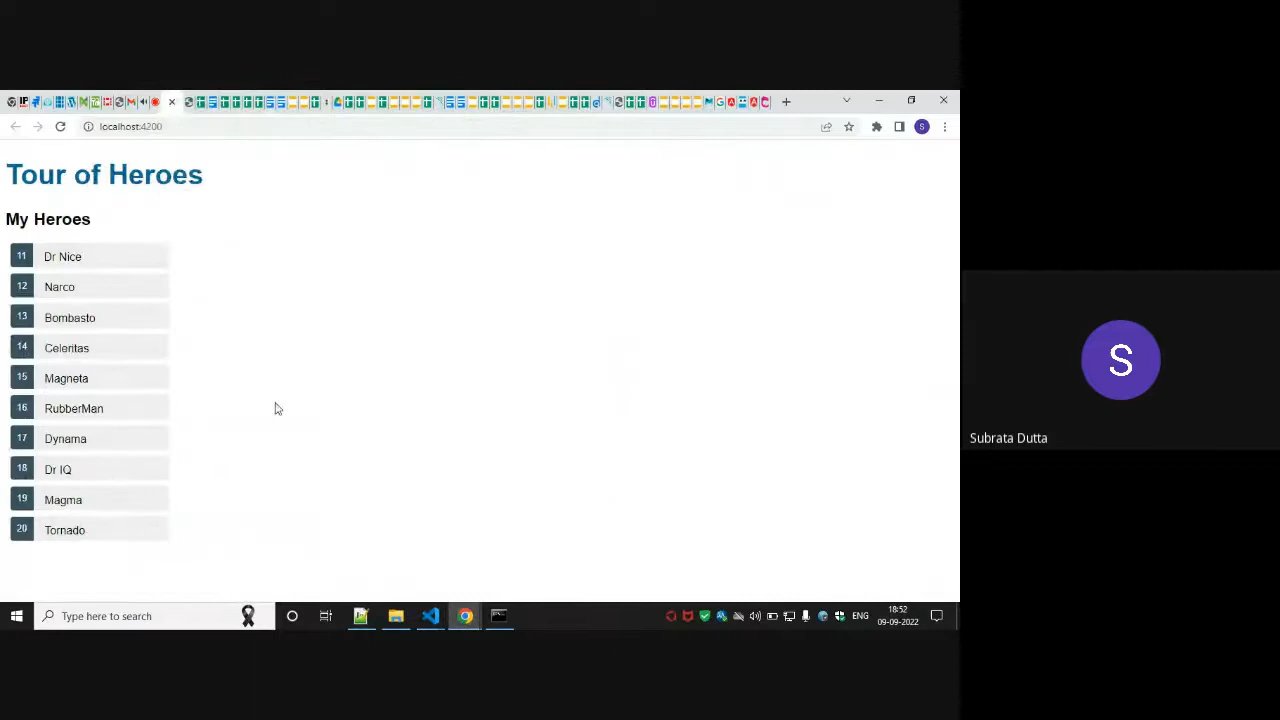 localhost:4200
S
Tour of Heroes
My Heroes
11 Dr Nice
12 Narco
13 Bombasto
14 Celeritas
15 Magneta
16 RubberMan
17 Dynama
18 Dr IQ
19 Magma
20 Tornado
S
Subrata Dutta
Type here to search
ENG
18:52
09-09-2022